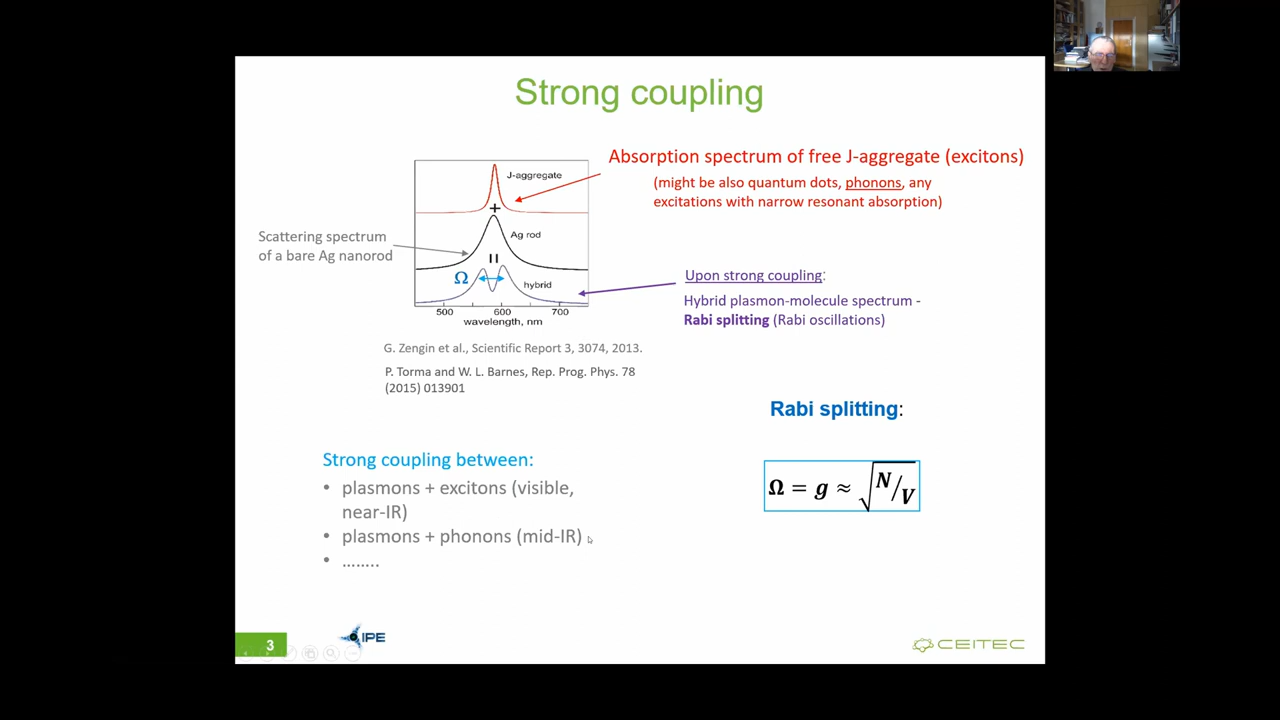 Strong coupling
Absorption spectrum of free J-aggregate (excitons)
(might be also quantum dots, phonons, any
excitations with narrow resonant absorption)
J-aggregate
+
Ag rod
=
Ω
hybrid
500 600 700
wavelength, nm
Scattering spectrum
of a bare Ag nanorod
Upon strong coupling:
Hybrid plasmon-molecule spectrum -
Rabi splitting (Rabi oscillations)
G. Zengin et al., Scientific Report 3, 3074, 2013.
P. Torma and W. L. Barnes, Rep. Prog. Phys. 78
(2015) 013901
Rabi splitting:
Ω = g ≈ √N/V
Strong coupling between:
• plasmons + excitons (visible,
near-IR)
• plasmons + phonons (mid-IR)
• ........
3
IPE
CEITEC